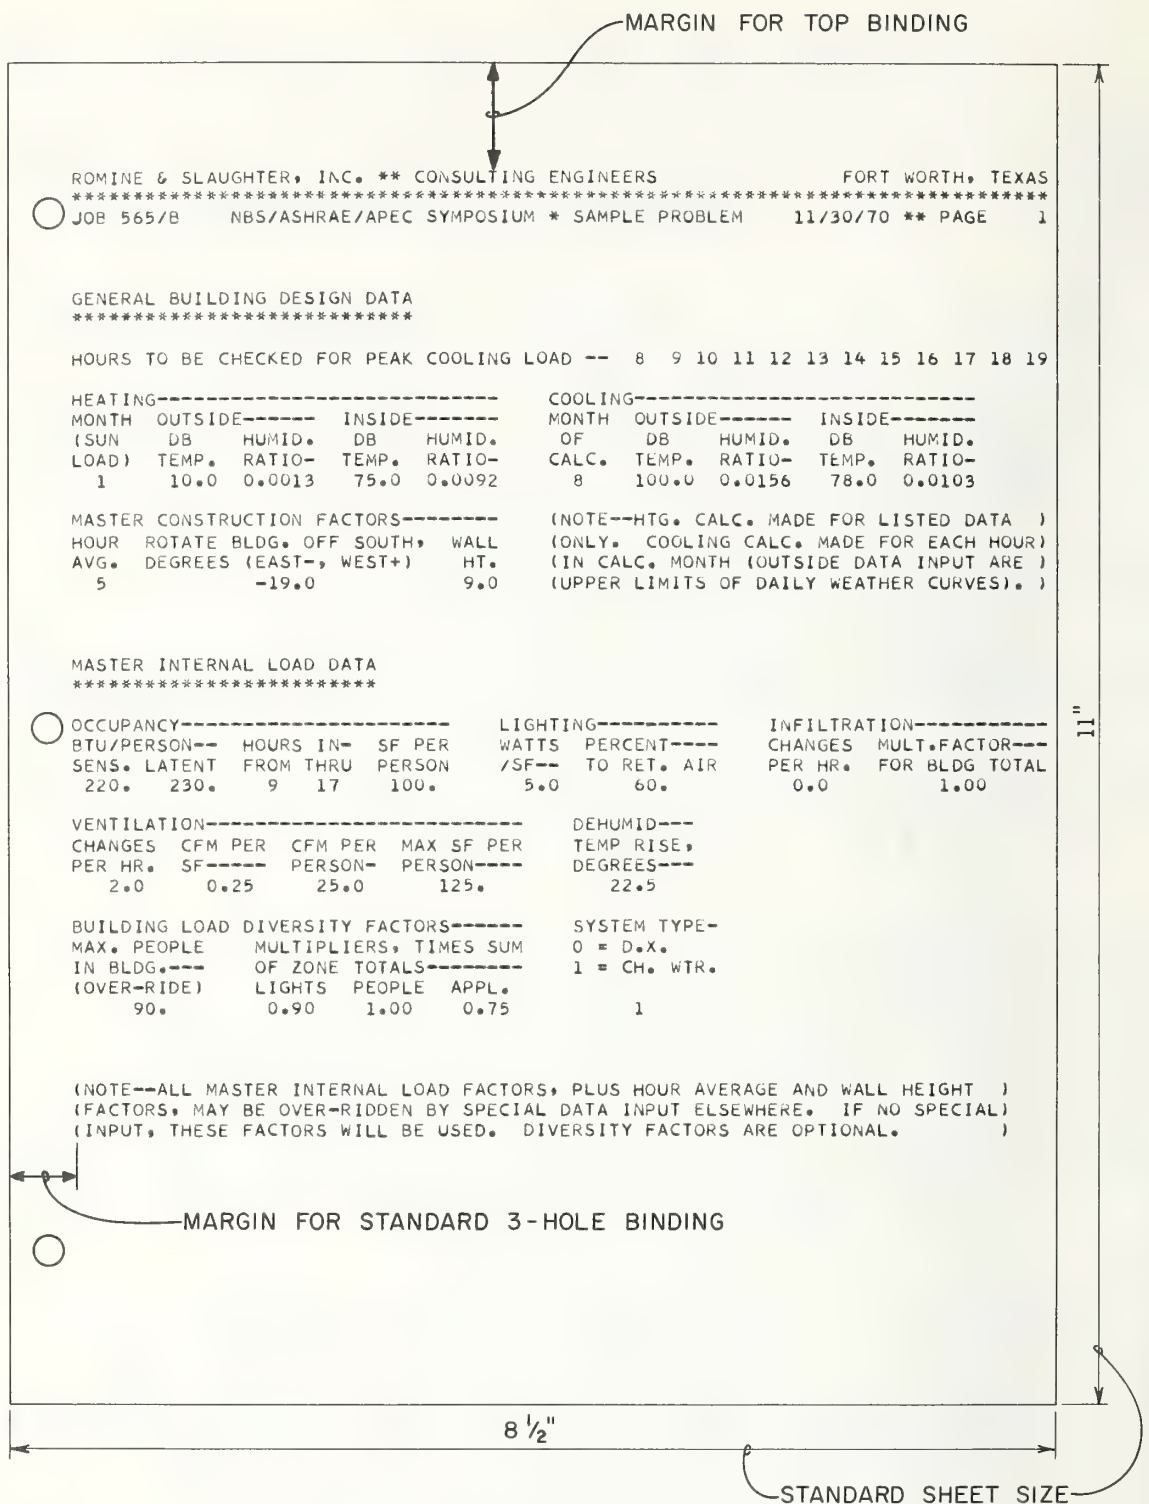 MARGIN FOR TOP BINDING
ROMINE & SLAUGHTER, INC. ** CONSULTING ENGINEERS FORT WORTH, TEXAS
********************************************************************************
JOB 565/B NBS/ASHRAE/APEC SYMPOSIUM * SAMPLE PROBLEM 11/30/70 ** PAGE 1
GENERAL BUILDING DESIGN DATA
****************************
HOURS TO BE CHECKED FOR PEAK COOLING LOAD -- 8 9 10 11 12 13 14 15 16 17 18 19
HEATING---------------------------- COOLING----------------------------
MONTH OUTSIDE------ INSIDE------- MONTH OUTSIDE------ INSIDE-------
(SUN DB HUMID. DB HUMID. OF DB HUMID. DB HUMID.
LOAD) TEMP. RATIO- TEMP. RATIO- CALC. TEMP. RATIO- TEMP. RATIO-
1 10.0 0.0013 75.0 0.0092 8 100.0 0.0156 78.0 0.0103
MASTER CONSTRUCTION FACTORS-------- (NOTE--HTG. CALC. MADE FOR LISTED DATA )
HOUR ROTATE BLDG. OFF SOUTH, WALL (ONLY. COOLING CALC. MADE FOR EACH HOUR)
AVG. DEGREES (EAST-, WEST+) HT. (IN CALC. MONTH (OUTSIDE DATA INPUT ARE )
5 -19.0 9.0 (UPPER LIMITS OF DAILY WEATHER CURVES). )
MASTER INTERNAL LOAD DATA
*************************
OCCUPANCY---------------------- LIGHTING---------- INFILTRATION-----------
BTU/PERSON-- HOURS IN- SF PER WATTS PERCENT---- CHANGES MULT.FACTOR---
SENS. LATENT FROM THRU PERSON /SF-- TO RET. AIR PER HR. FOR BLDG TOTAL
220. 230. 9 17 100. 5.0 60. 0.0 1.00
VENTILATION-------------------------- DEHUMID---
CHANGES CFM PER CFM PER MAX SF PER TEMP RISE,
PER HR. SF----- PERSON- PERSON---- DEGREES---
2.0 0.25 25.0 125. 22.5
BUILDING LOAD DIVERSITY FACTORS------ SYSTEM TYPE-
MAX. PEOPLE MULTIPLIERS, TIMES SUM 0 = D.X.
IN BLDG.--- OF ZONE TOTALS-------- 1 = CH. WTR.
(OVER-RIDE) LIGHTS PEOPLE APPL.
90. 0.90 1.00 0.75 1
(NOTE--ALL MASTER INTERNAL LOAD FACTORS, PLUS HOUR AVERAGE AND WALL HEIGHT )
(FACTORS, MAY BE OVER-RIDDEN BY SPECIAL DATA INPUT ELSEWHERE. IF NO SPECIAL)
(INPUT, THESE FACTORS WILL BE USED. DIVERSITY FACTORS ARE OPTIONAL. )
MARGIN FOR STANDARD 3-HOLE BINDING
11"
8 1/2"
STANDARD SHEET SIZE